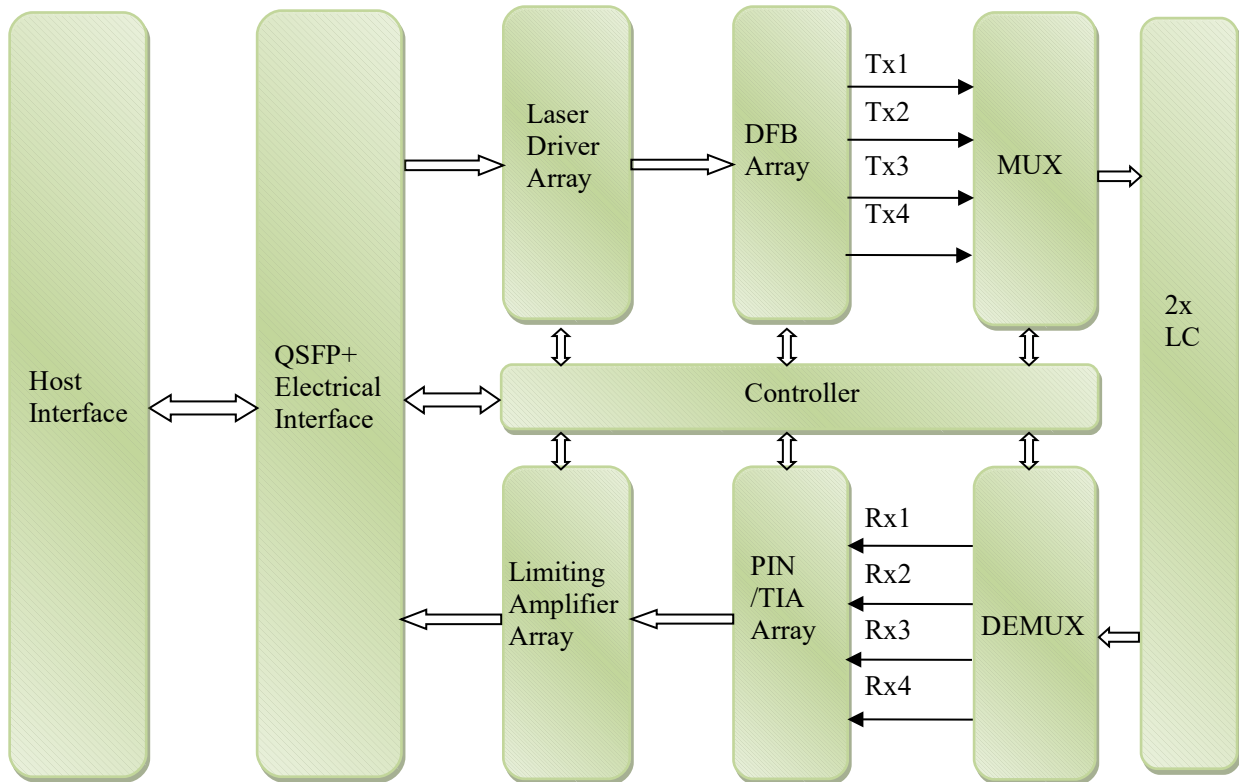 Host
Interface
QSFP+
Electrical
Interface
Laser
Driver
Array
DFB
Array
Tx1
Tx2
Tx3
Tx4
MUX
2x
LC
Controller
Limiting
Amplifier
Array
PIN
/TIA
Array
Rx1
Rx2
Rx3
Rx4
DEMUX